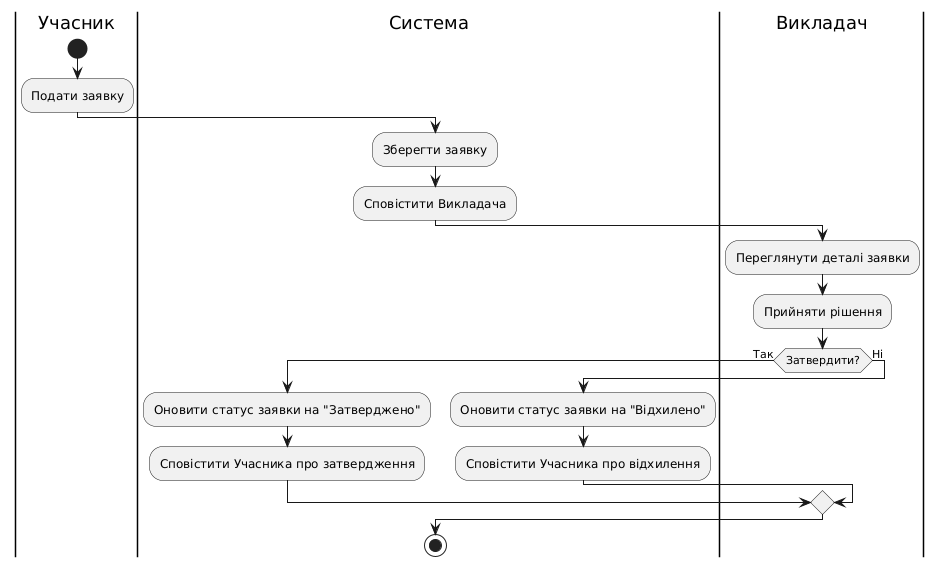 Учасник
Система
Викладач
Подати заявку
Зберегти заявку
Сповістити Викладача
Переглянути деталі заявки
Прийняти рішення
Так
Затвердити?
Ні
Оновити статус заявки на "Затверджено"
Оновити статус заявки на "Відхилено"
Сповістити Учасника про затвердження
Сповістити Учасника про відхилення